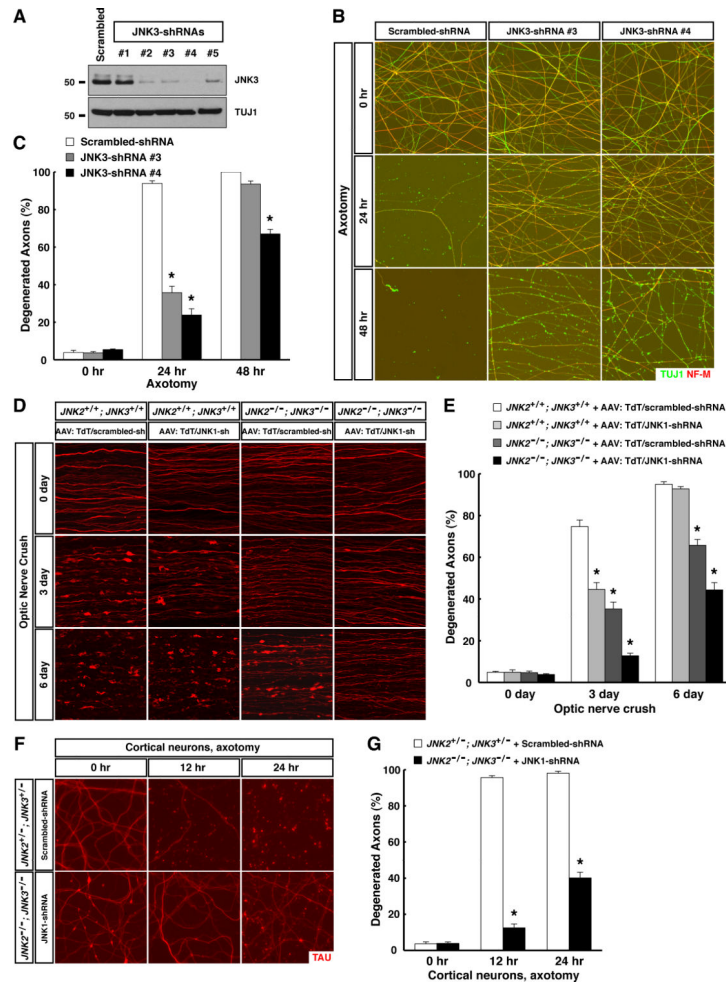 A
Scrambled
JNK3-shRNAs
#1 #2 #3 #4 #5
50
JNK3
50
TUJ1
B
Scrambled-shRNA
JNK3-shRNA #3
JNK3-shRNA #4
Axotomy
0 hr
24 hr
48 hr
TUJ1 NF-M
C
Scrambled-shRNA
JNK3-shRNA #3
JNK3-shRNA #4
Degenerated Axons (%)
100
80
60
40
20
0
*
*
*
0 hr
24 hr
48 hr
Axotomy
D
JNK2+/+; JNK3+/+
JNK2+/+; JNK3+/+
JNK2−/−; JNK3−/−
JNK2−/−; JNK3−/−
AAV: TdT/scrambled-sh
AAV: TdT/JNK1-sh
AAV: TdT/scrambled-sh
AAV: TdT/JNK1-sh
Optic Nerve Crush
0 day
3 day
6 day
E
JNK2+/+; JNK3+/+ + AAV: TdT/scrambled-shRNA
JNK2+/+; JNK3+/+ + AAV: TdT/JNK1-shRNA
JNK2−/−; JNK3−/− + AAV: TdT/scrambled-shRNA
JNK2−/−; JNK3−/− + AAV: TdT/JNK1-shRNA
Degenerated Axons (%)
100
80
60
40
20
0
*
*
*
*
*
0 day
3 day
6 day
Optic nerve crush
F
Cortical neurons, axotomy
0 hr
12 hr
24 hr
JNK2+/−; JNK3+/−
Scrambled-shRNA
JNK2−/−; JNK3−/−
JNK1-shRNA
TAU
G
JNK2+/−; JNK3+/− + Scrambled-shRNA
JNK2−/−; JNK3−/− + JNK1-shRNA
Degenerated Axons (%)
100
80
60
40
20
0
*
*
0 hr
12 hr
24 hr
Cortical neurons, axotomy